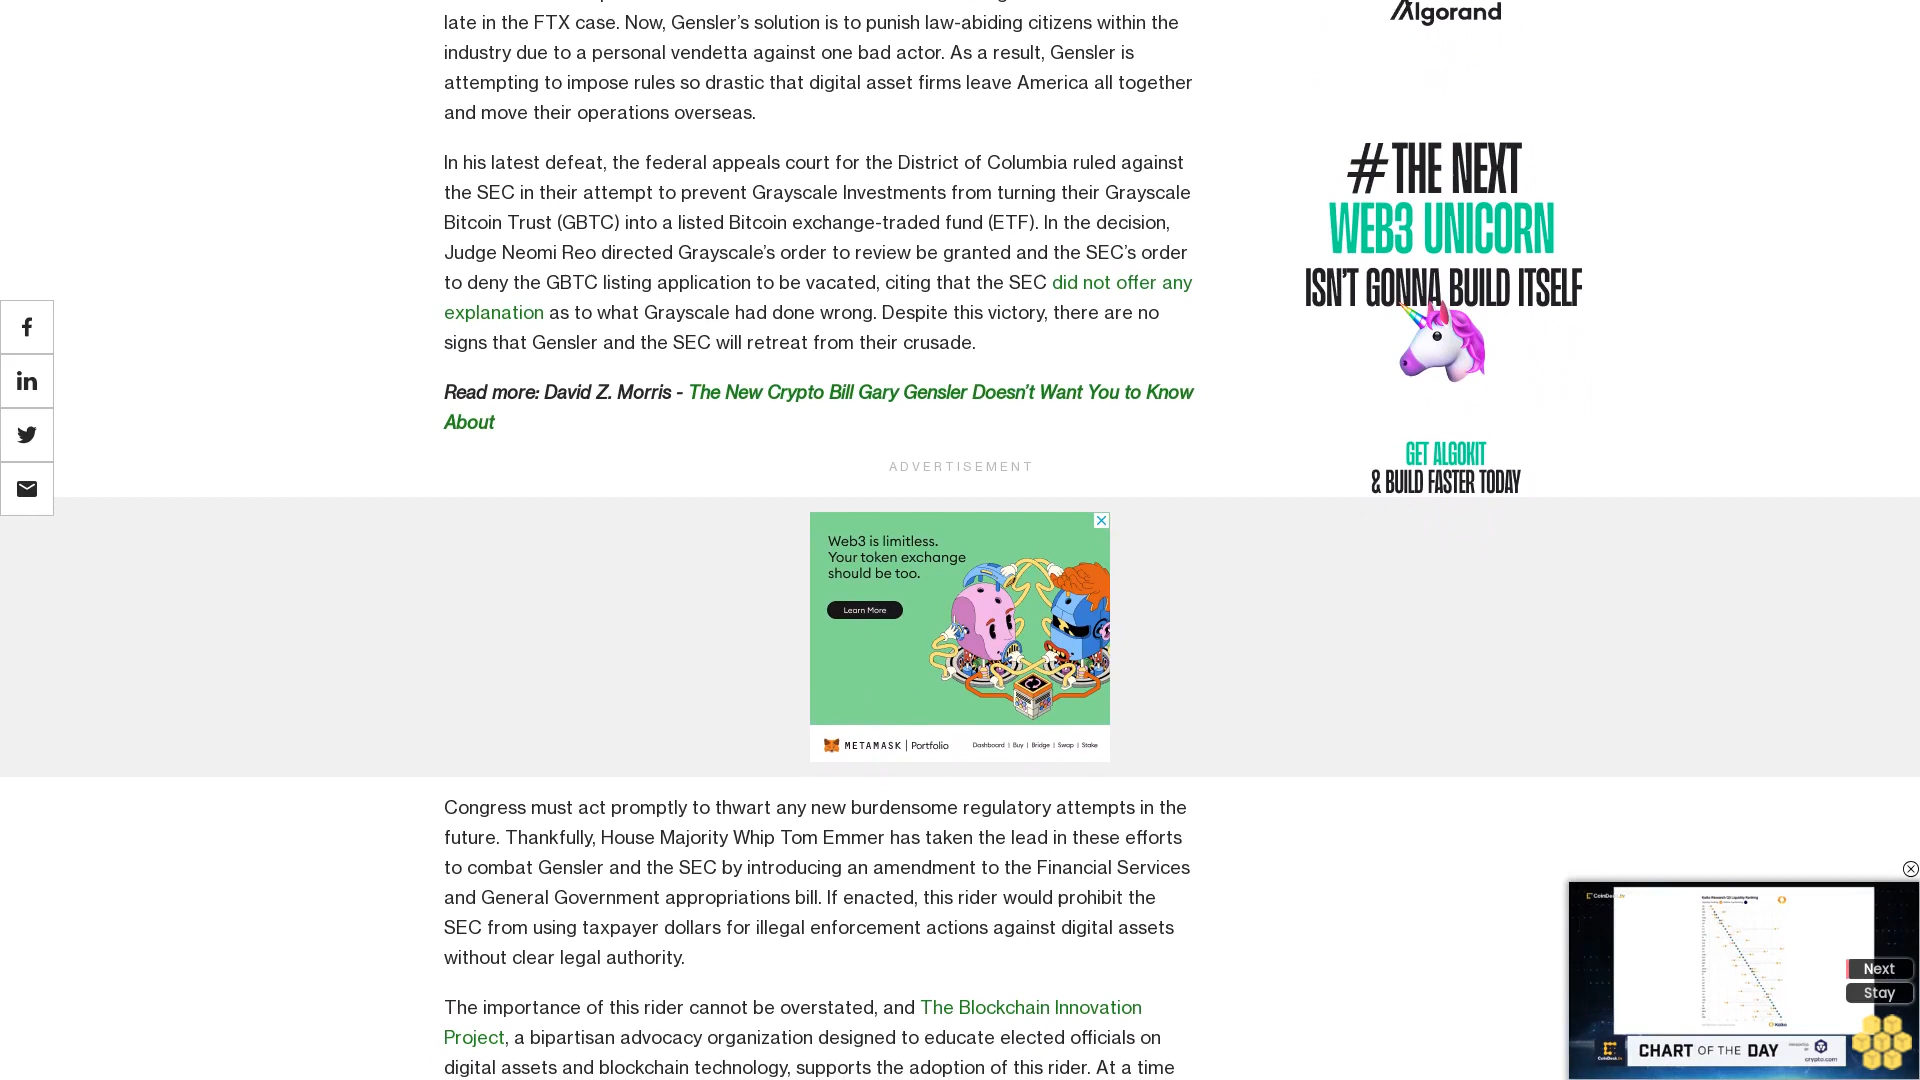 late in the FTX case. Now, Gensler’s solution is to punish law-abiding citizens within the
industry due to a personal vendetta against one bad actor. As a result, Gensler is
attempting to impose rules so drastic that digital asset firms leave America all together
and move their operations overseas.
In his latest defeat, the federal appeals court for the District of Columbia ruled against
the SEC in their attempt to prevent Grayscale Investments from turning their Grayscale
Bitcoin Trust (GBTC) into a listed Bitcoin exchange-traded fund (ETF). In the decision,
Judge Neomi Reo directed Grayscale’s order to review be granted and the SEC’s order
to deny the GBTC listing application to be vacated, citing that the SEC did not offer any
explanation as to what Grayscale had done wrong. Despite this victory, there are no
signs that Gensler and the SEC will retreat from their crusade.
Read more: David Z. Morris - The New Crypto Bill Gary Gensler Doesn’t Want You to Know
About
ADVERTISEMENT
Web3 is limitless.
Your token exchange
should be too.
Learn More
METAMASK | Portfolio
Dashboard | Buy | Bridge | Swap | Stake
Congress must act promptly to thwart any new burdensome regulatory attempts in the
future. Thankfully, House Majority Whip Tom Emmer has taken the lead in these efforts
to combat Gensler and the SEC by introducing an amendment to the Financial Services
and General Government appropriations bill. If enacted, this rider would prohibit the
SEC from using taxpayer dollars for illegal enforcement actions against digital assets
without clear legal authority.
The importance of this rider cannot be overstated, and The Blockchain Innovation
Project, a bipartisan advocacy organization designed to educate elected officials on
digital assets and blockchain technology, supports the adoption of this rider. At a time
Algorand
#THE NEXT
WEB3 UNICORN
ISN'T GONNA BUILD ITSELF
GET ALGOKIT
& BUILD FASTER TODAY
Next
Stay
CHART OF THE DAY
crypto.com